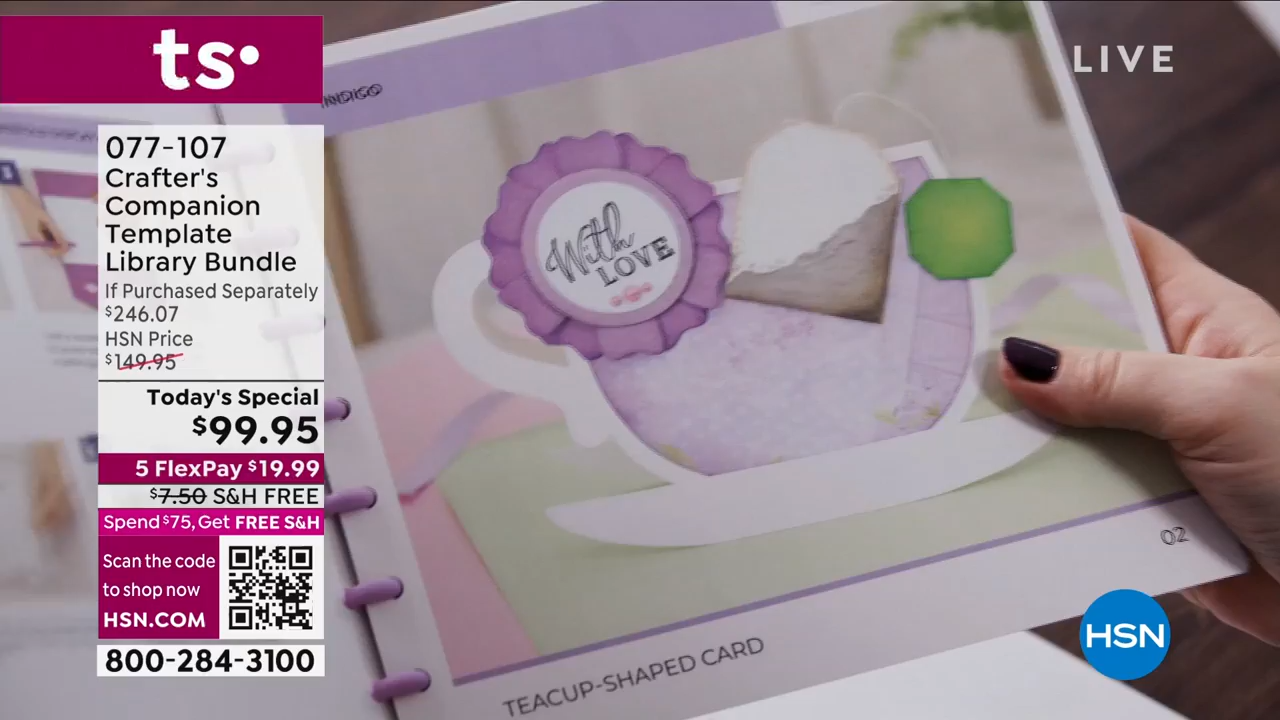 ts.
LIVE
077-107
Crafter's
Companion
Template
Library Bundle
If Purchased Separately
$246.07
HSN Price
$149.95
Today's Special
$99.95
5 FlexPay $19.99
$7.50 S&H FREE
Spend $75, Get FREE S&H
Scan the code
to shop now
HSN.COM
800-284-3100
INDIGO
With
LOVE
02
TEACUP-SHAPED CARD
HSN